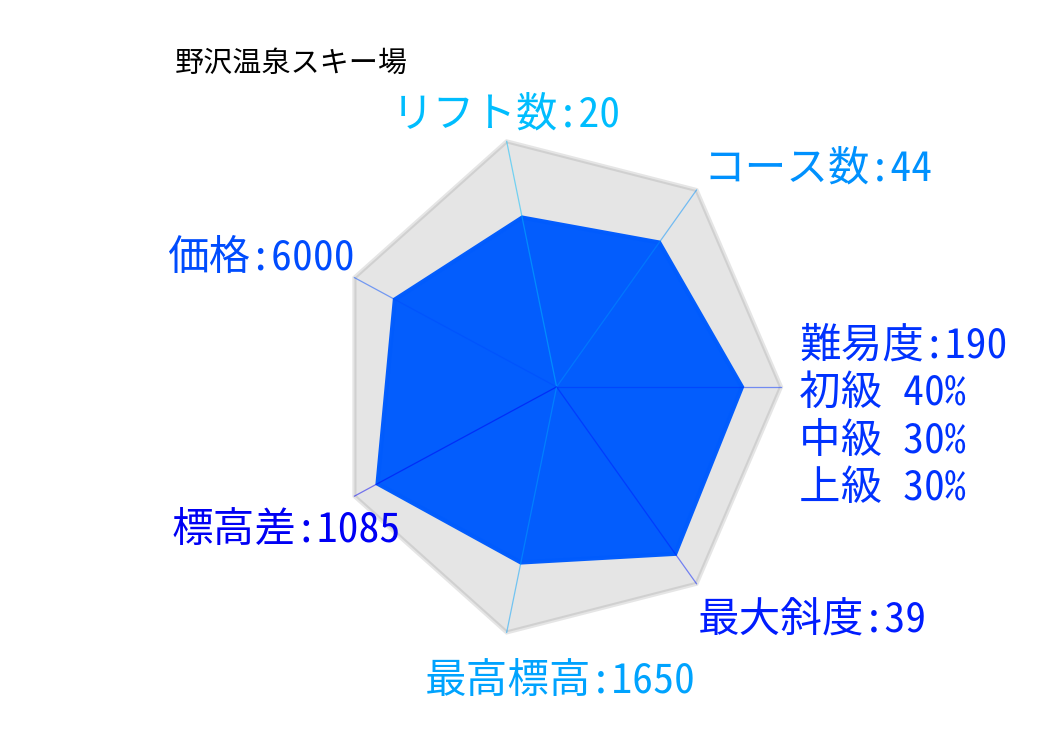 野沢温泉スキー場
リフト数:20
コース数:44
価格:6000
難易度:190
初級 40%
中級 30%
上級 30%
標高差:1085
最大斜度:39
最高標高:1650